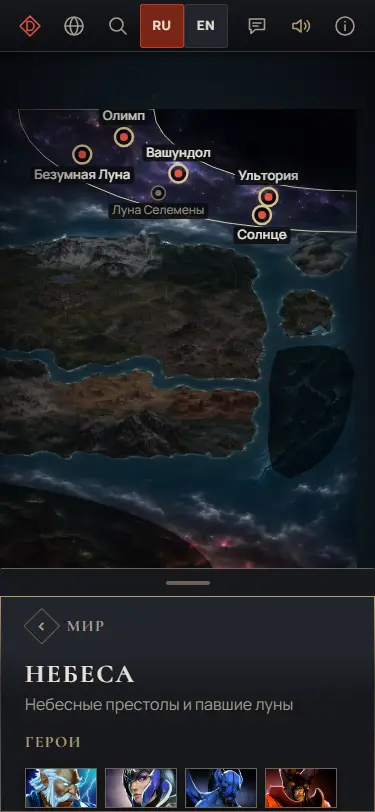 RU EN
Олимп
Вашундол
Безумная Луна
Ультория
Луна Селемены
Солнце
МИР
НЕБЕСА
Небесные престолы и павшие луны
ГЕРОИ